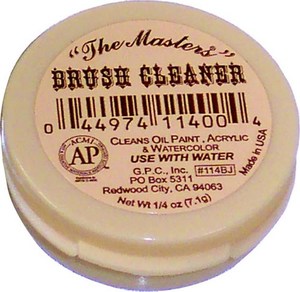 "The Masters"
BRUSH CLEANER
0 44974 11400 4
CLEANS OIL PAINT, ACRYLIC
& WATERCOLOR
USE WITH WATER
ACMI
AP
G.P.C., Inc. #114BJ
PO Box 5311
Redwood City, CA 94063
Net Wt 1/4 oz (7.1g)
Made in USA